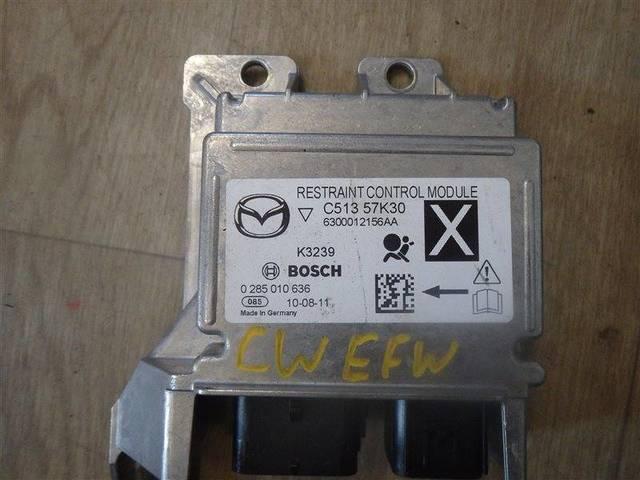 RESTRAINT CONTROL MODULE
C513 57K30
6300012156AA
X
K3239
BOSCH
0 285 010 636
085 10-08-11
Made in Germany
CW EFW